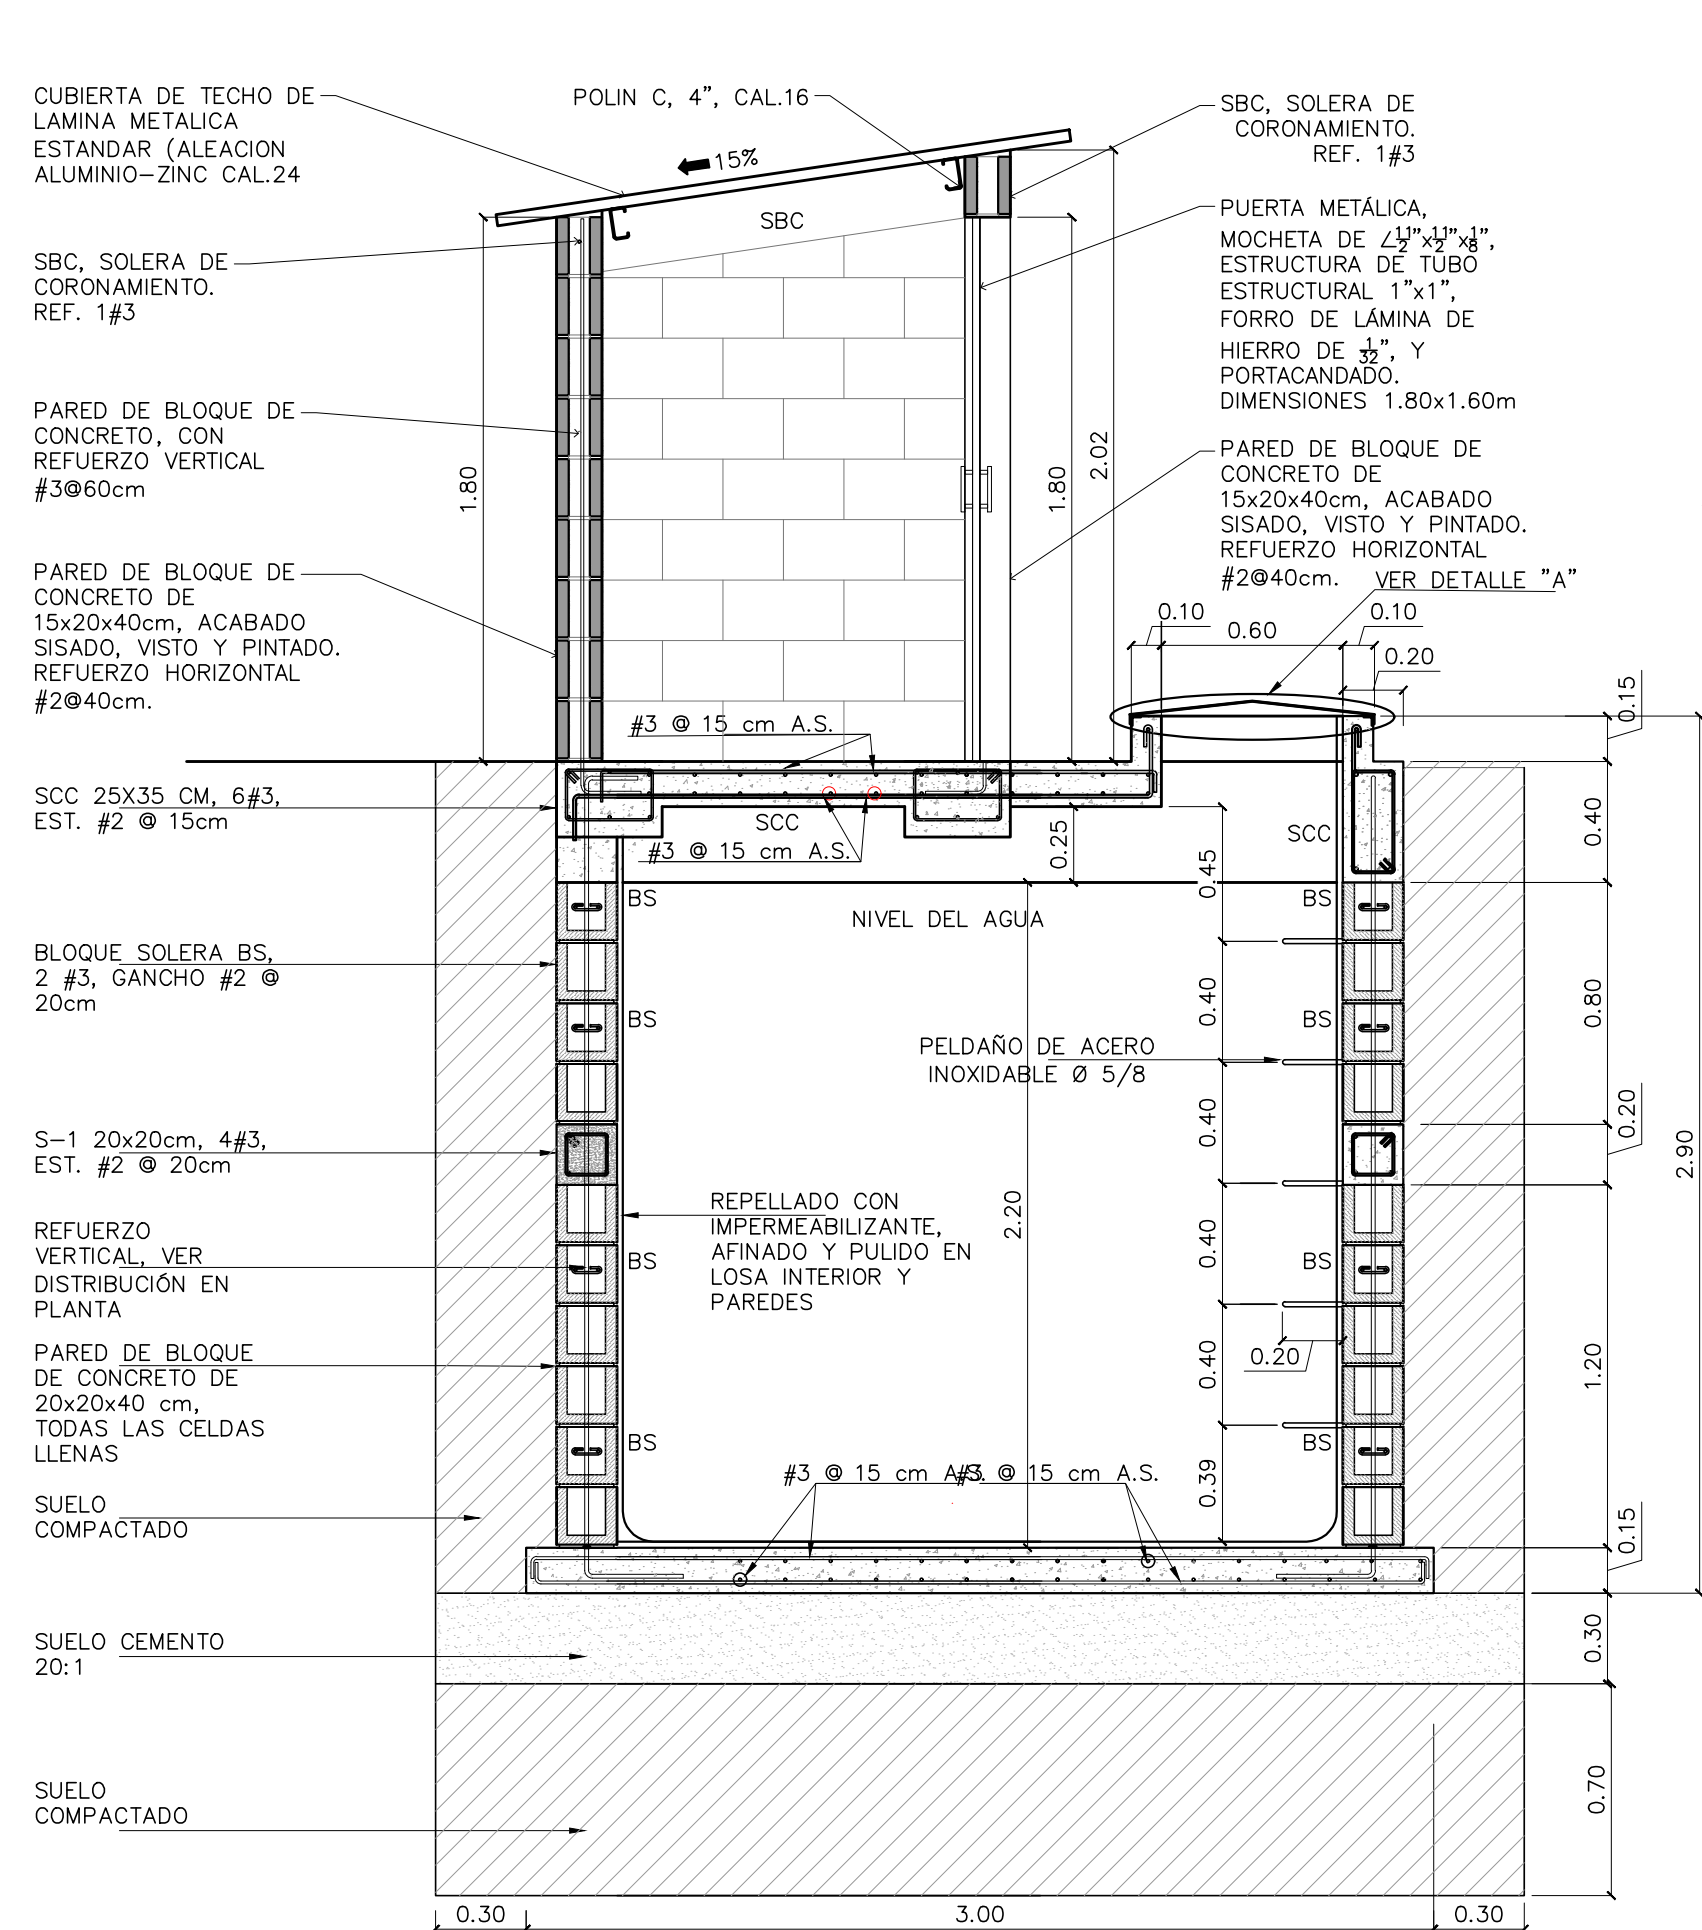 CUBIERTA DE TECHO DE
LAMINA METALICA
ESTANDAR (ALEACION
ALUMINIO-ZINC CAL.24
POLIN C, 4", CAL.16
SBC, SOLERA DE
CORONAMIENTO.
REF. 1#3
15%
SBC
PUERTA METÁLICA,
MOCHETA DE ∠11/2"x11/2"x1/8",
ESTRUCTURA DE TUBO
ESTRUCTURAL 1"x1",
FORRO DE LÁMINA DE
HIERRO DE 1/32", Y
PORTACANDADO.
DIMENSIONES 1.80x1.60m
SBC, SOLERA DE
CORONAMIENTO.
REF. 1#3
PARED DE BLOQUE DE
CONCRETO, CON
REFUERZO VERTICAL
#3@60cm
1.80
1.80
2.02
PARED DE BLOQUE DE
CONCRETO DE
15x20x40cm, ACABADO
SISADO, VISTO Y PINTADO.
REFUERZO HORIZONTAL
#2@40cm.
VER DETALLE "A"
PARED DE BLOQUE DE
CONCRETO DE
15x20x40cm, ACABADO
SISADO, VISTO Y PINTADO.
REFUERZO HORIZONTAL
#2@40cm.
0.10
0.60
0.10
0.20
0.15
#3 @ 15 cm A.S.
SCC 25X35 CM, 6#3,
EST. #2 @ 15cm
SCC
#3 @ 15 cm A.S.
0.25
0.45
SCC
0.40
BS
BS
NIVEL DEL AGUA
BLOQUE SOLERA BS,
2 #3, GANCHO #2 @
20cm
BS
BS
0.40
0.80
PELDAÑO DE ACERO
INOXIDABLE Ø 5/8
S-1 20x20cm, 4#3,
EST. #2 @ 20cm
0.40
0.20
2.90
REPELLADO CON
IMPERMEABILIZANTE,
AFINADO Y PULIDO EN
LOSA INTERIOR Y
PAREDES
2.20
0.40
REFUERZO
VERTICAL, VER
DISTRIBUCIÓN EN
PLANTA
BS
BS
PARED DE BLOQUE
DE CONCRETO DE
20x20x40 cm,
TODAS LAS CELDAS
LLENAS
0.40
0.20
1.20
BS
BS
#3 @ 15 cm A.S.
#3 @ 15 cm A.S.
0.39
SUELO
COMPACTADO
0.15
SUELO CEMENTO
20:1
0.30
SUELO
COMPACTADO
0.70
0.30
3.00
0.30